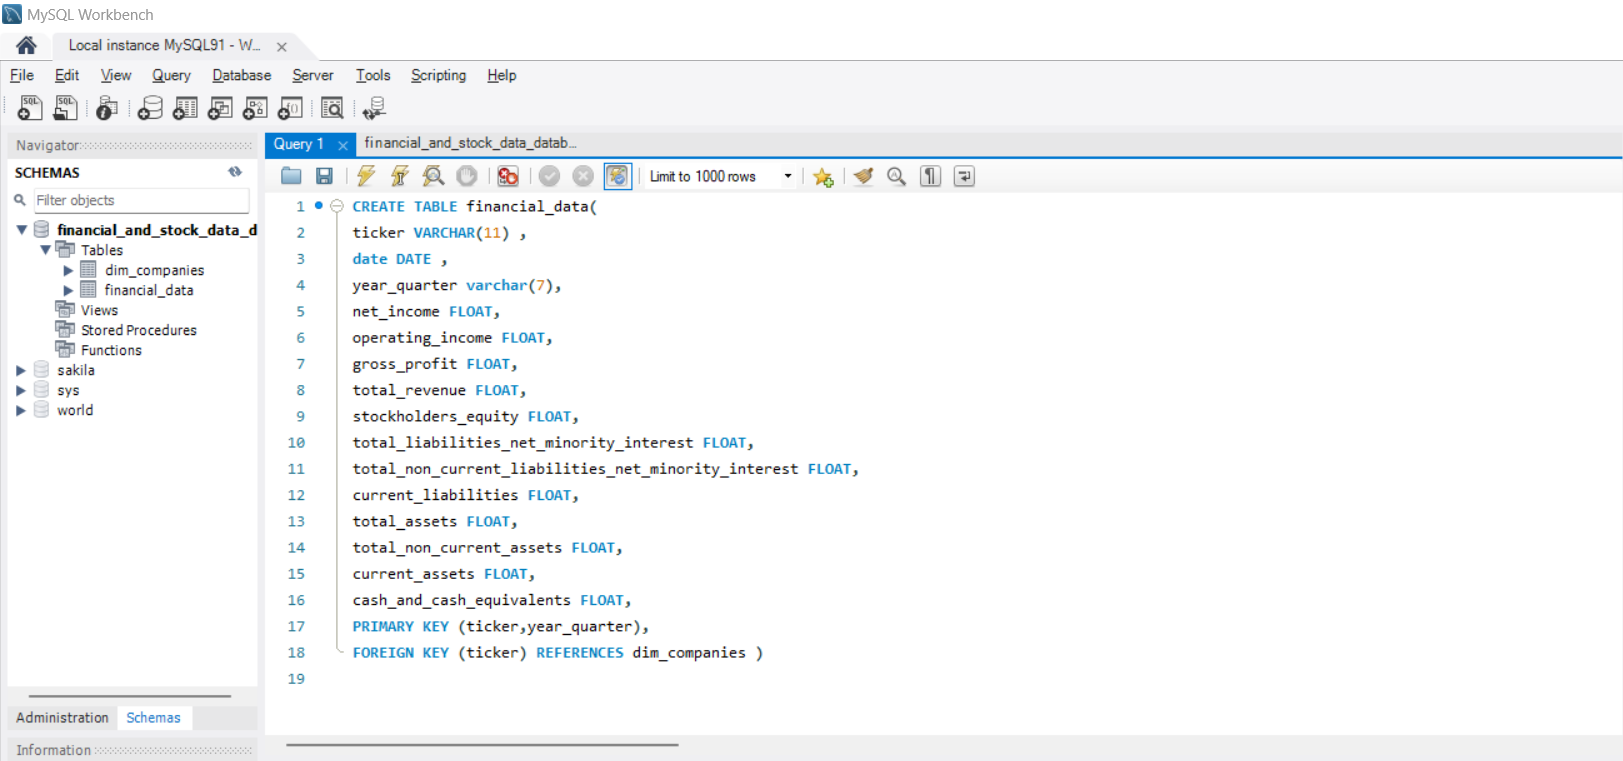 MySQL Workbench
Local instance MySQL91 - W...
File Edit View Query Database Server Tools Scripting Help
Navigator
SCHEMAS
Filter objects
financial_and_stock_data_d
Tables
dim_companies
financial_data
Views
Stored Procedures
Functions
sakila
sys
world
Administration Schemas
Information
Query 1 financial_and_stock_data_datab...
Limit to 1000 rows
1 CREATE TABLE financial_data(
2 ticker VARCHAR(11) ,
3 date DATE ,
4 year_quarter varchar(7),
5 net_income FLOAT,
6 operating_income FLOAT,
7 gross_profit FLOAT,
8 total_revenue FLOAT,
9 stockholders_equity FLOAT,
10 total_liabilities_net_minority_interest FLOAT,
11 total_non_current_liabilities_net_minority_interest FLOAT,
12 current_liabilities FLOAT,
13 total_assets FLOAT,
14 total_non_current_assets FLOAT,
15 current_assets FLOAT,
16 cash_and_cash_equivalents FLOAT,
17 PRIMARY KEY (ticker,year_quarter),
18 FOREIGN KEY (ticker) REFERENCES dim_companies )
19